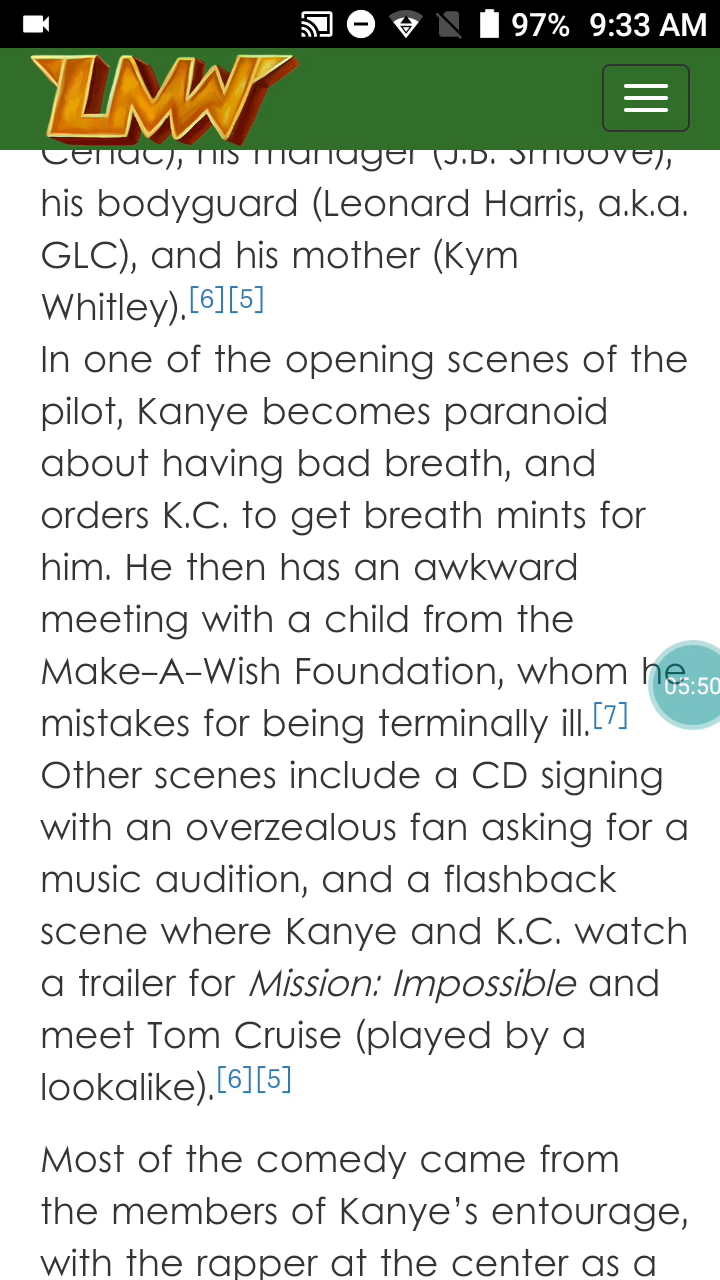 97% 9:33 AM
LMW
Cenac), his manager (J.B. Smoove),
his bodyguard (Leonard Harris, a.k.a.
GLC), and his mother (Kym
Whitley).[6][5]
In one of the opening scenes of the
pilot, Kanye becomes paranoid
about having bad breath, and
orders K.C. to get breath mints for
him. He then has an awkward
meeting with a child from the
Make-A-Wish Foundation, whom he
05:50
mistakes for being terminally ill.[7]
Other scenes include a CD signing
with an overzealous fan asking for a
music audition, and a flashback
scene where Kanye and K.C. watch
a trailer for Mission: Impossible and
meet Tom Cruise (played by a
lookalike).[6][5]
Most of the comedy came from
the members of Kanye’s entourage,
with the rapper at the center as a